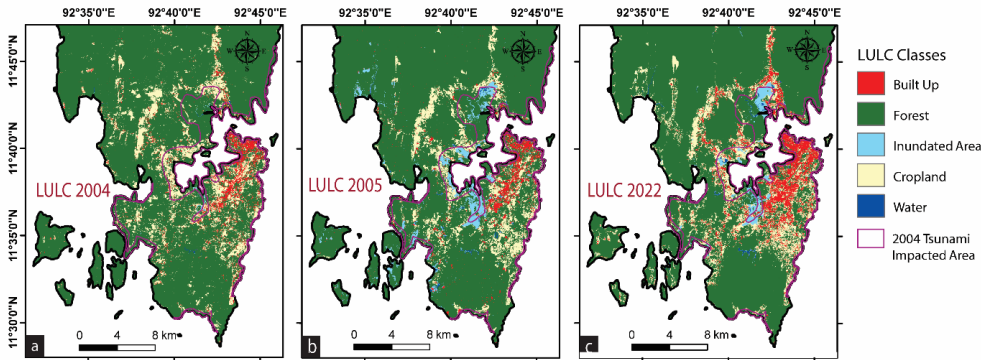 92°35'0"E 92°40'0"E 92°45'0"E
92°35'0"E 92°40'0"E 92°45'0"E
92°35'0"E 92°40'0"E 92°45'0"E
11°45'0"N
11°40'0"N
11°35'0"N
11°30'0"N
N
W E
S
LULC 2004
0 4 8 km
a
N
W E
S
LULC 2005
0 4 8 km
b
N
W E
S
LULC 2022
0 4 8 km
c
LULC Classes
Built Up
Forest
Inundated Area
Cropland
Water
2004 Tsunami
Impacted Area